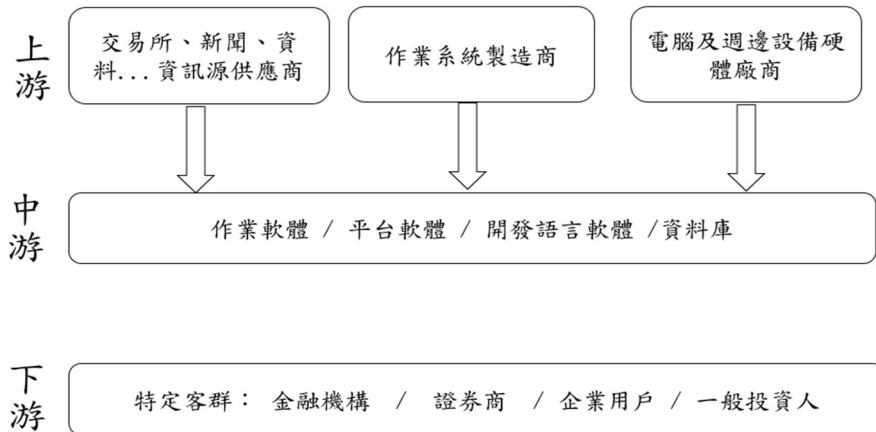 上游
交易所、新聞、資
料...資訊源供應商
作業系統製造商
電腦及週邊設備硬
體廠商
中游
作業軟體 / 平台軟體 / 開發語言軟體 /資料庫
下游
特定客群: 金融機構 / 證券商 / 企業用戶 / 一般投資人